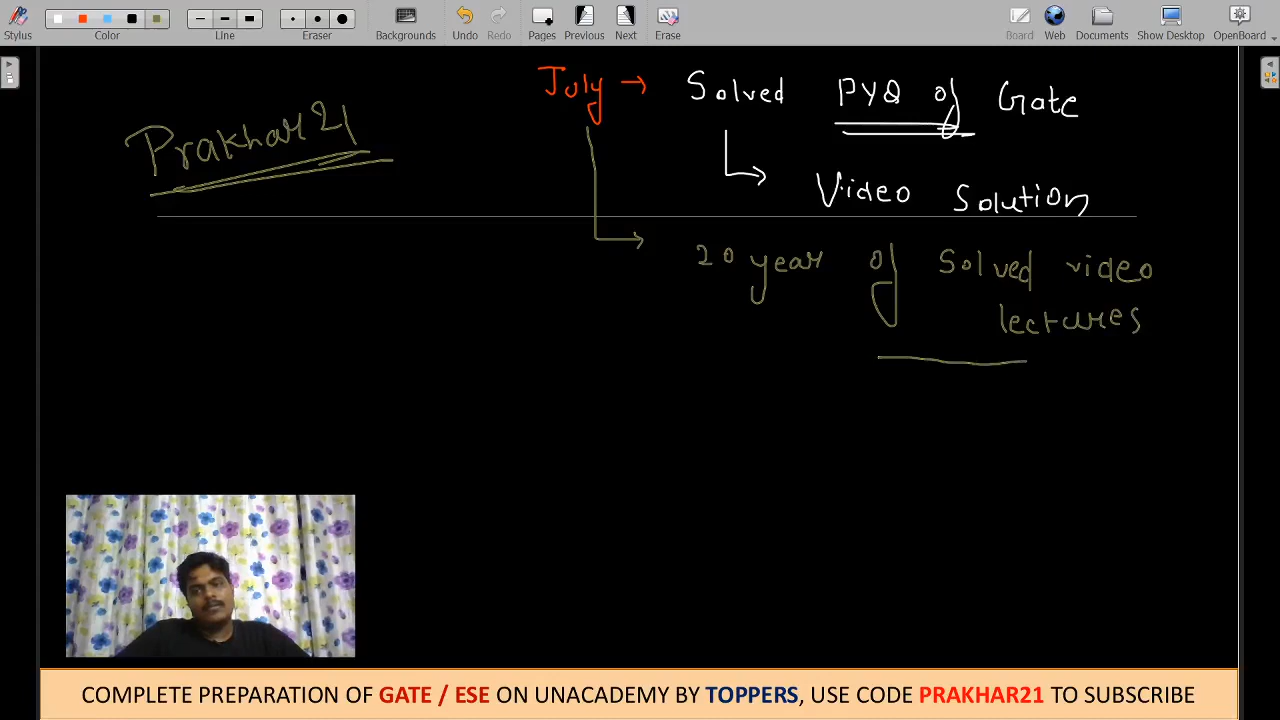 Stylus
Color
Line
Eraser
Backgrounds
Undo
Redo
Pages
Previous
Next
Erase
Board
Web
Documents
Show Desktop
OpenBoard
July → Solved PYQ of Gate
Prakhar21
Video Solution
20 year of Solved video
lectures
COMPLETE PREPARATION OF GATE / ESE ON UNACADEMY BY TOPPERS, USE CODE PRAKHAR21 TO SUBSCRIBE